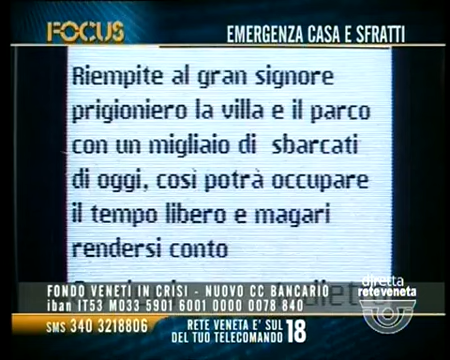 FOCUS
EMERGENZA CASA E SFRATTI
Riempite al gran signore
prigioniero la villa e il parco
con un migliaio di sbarcati
di oggi, così potrà occupare
il tempo libero e magari
rendersi conto
FONDO VENETI IN CRISI - NUOVO CC BANCARIO
iban IT53 M033 5901 6001 0000 0078 840
diretta
reteveneta
SMS 340 3218806
RETE VENETA E' SUL
DEL TUO TELECOMANDO 18